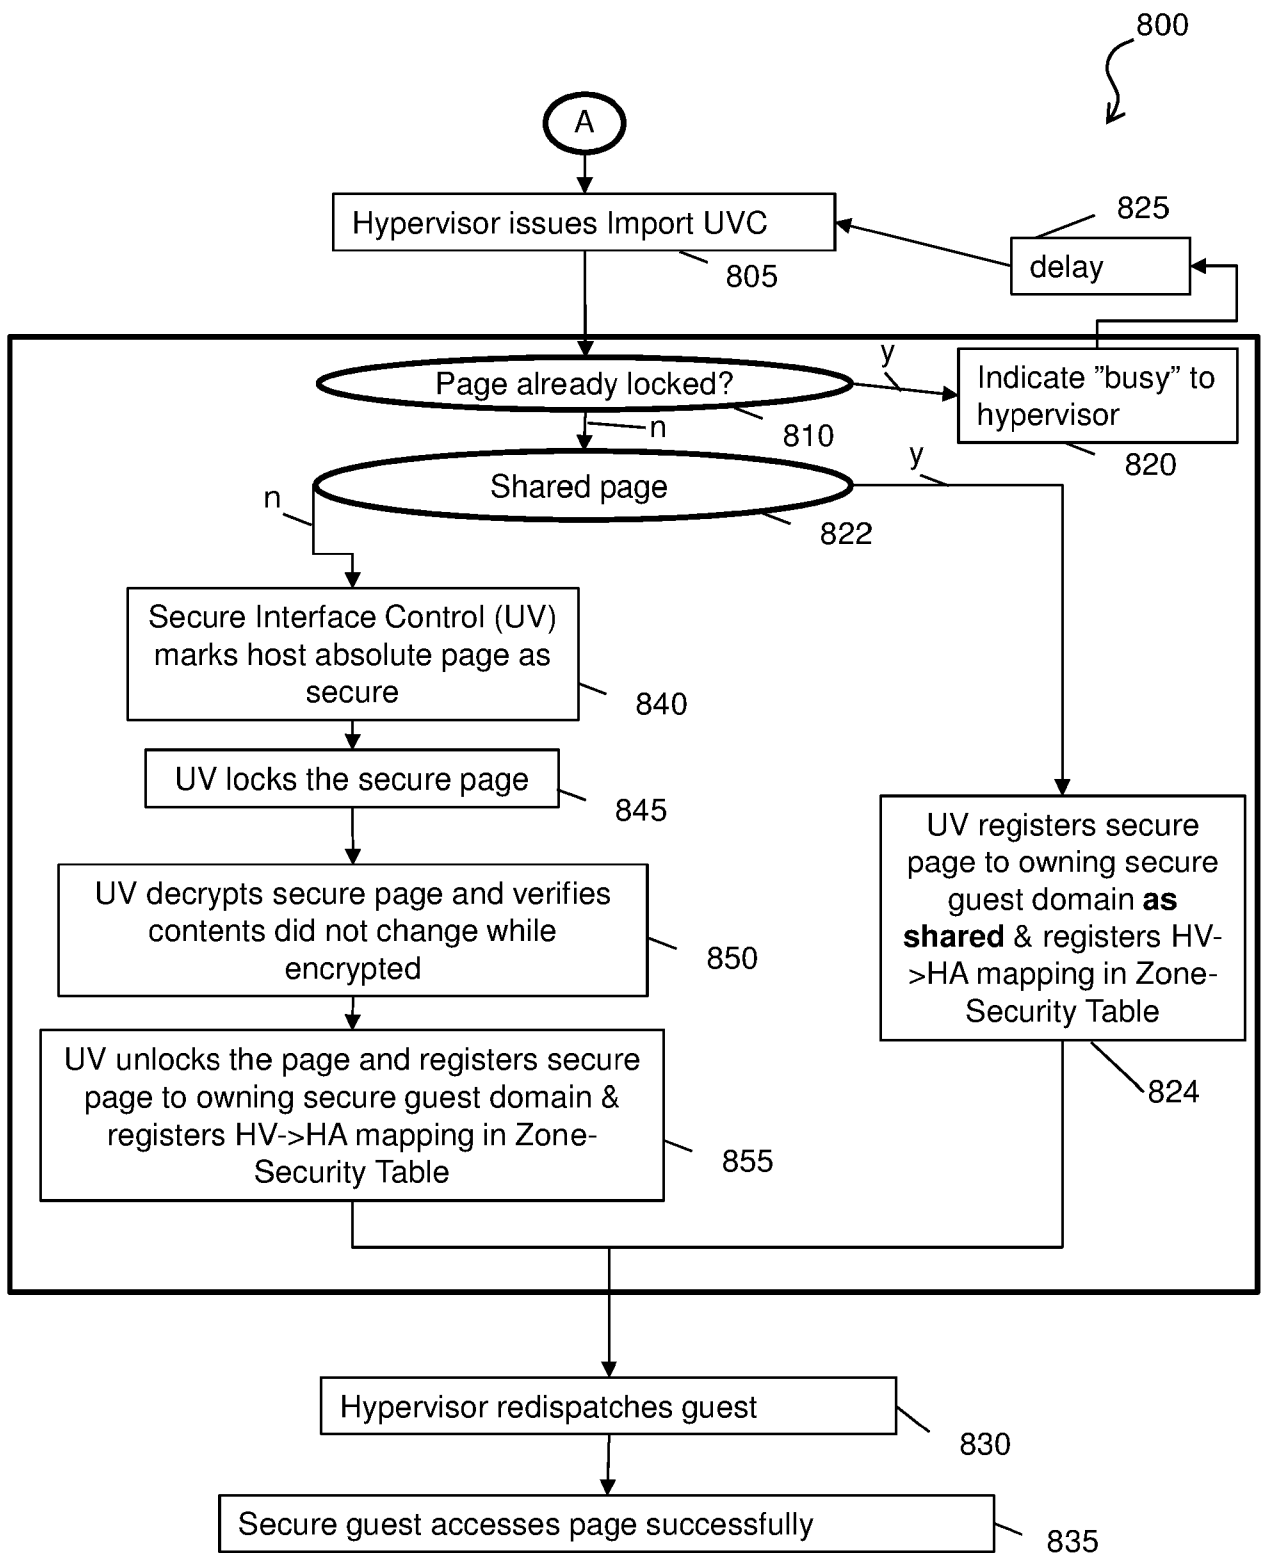 800
A
Hypervisor issues Import UVC
805
825
delay
Page already locked?
810
y
n
Indicate ”busy” to
hypervisor
820
Shared page
822
n
y
Secure Interface Control (UV)
marks host absolute page as
secure
840
UV locks the secure page
845
UV decrypts secure page and verifies
contents did not change while
encrypted
850
UV unlocks the page and registers secure
page to owning secure guest domain &
registers HV->HA mapping in Zone-
Security Table
855
UV registers secure
page to owning secure
guest domain as
shared & registers HV-
>HA mapping in Zone-
Security Table
824
Hypervisor redispatches guest
830
Secure guest accesses page successfully
835